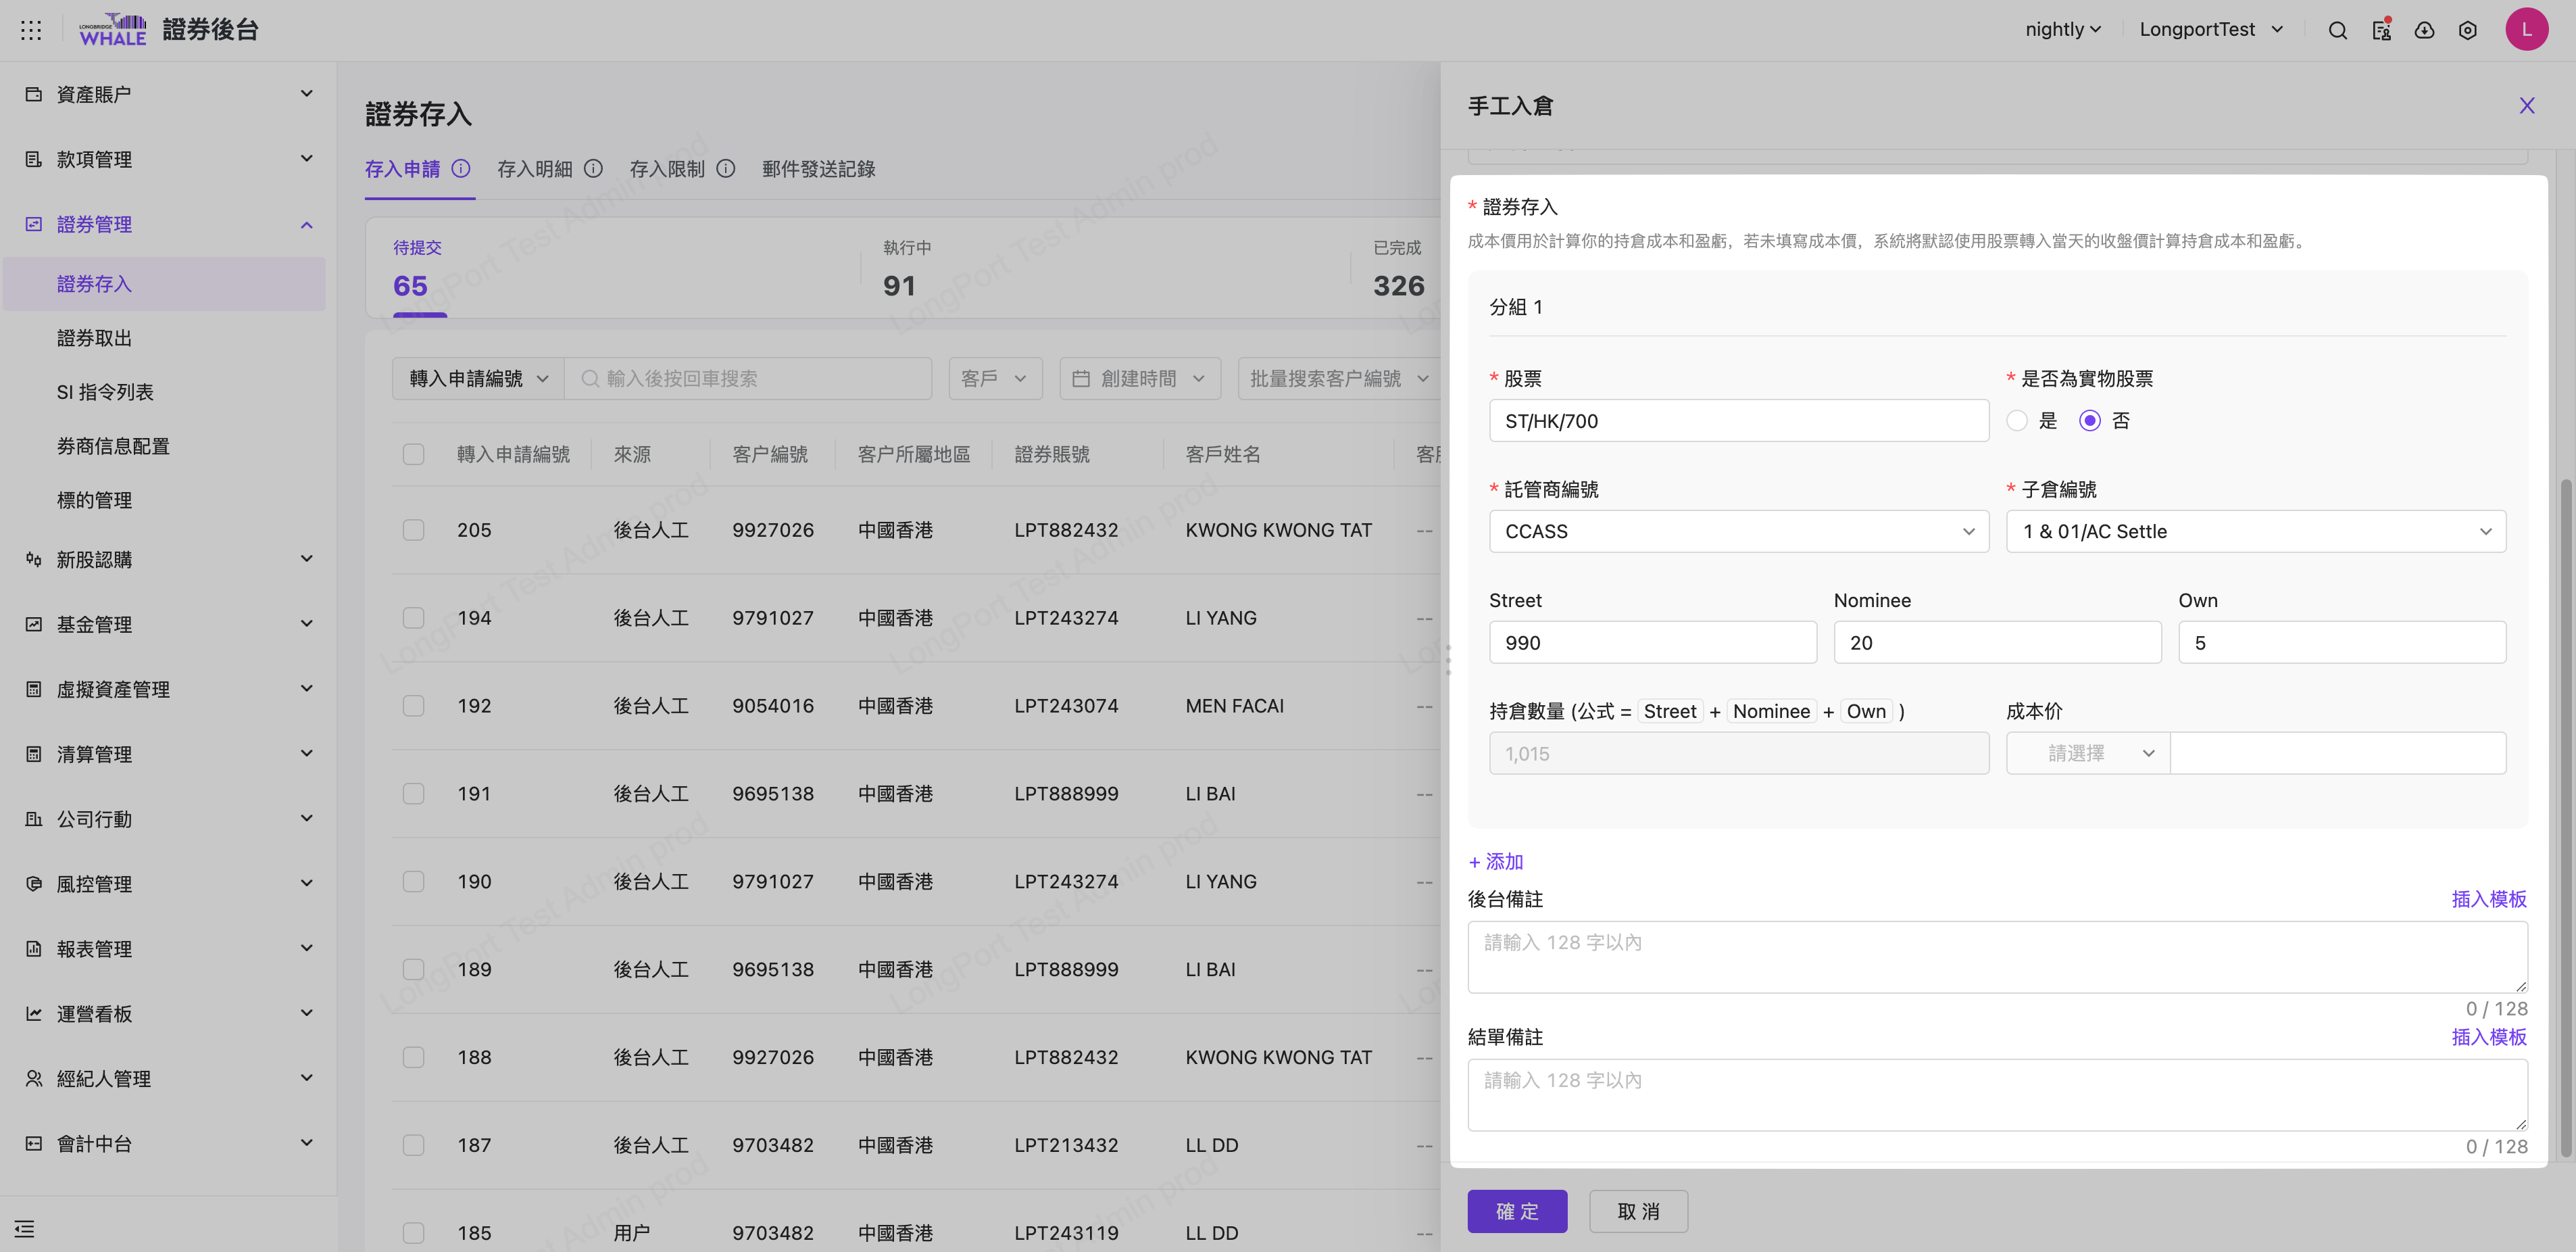 LONGBRIDGE
WHALE
證券後台
nightly
LongportTest
L
資產賬戶
款項管理
證券管理
證券存入
證券取出
SI 指令列表
券商信息配置
標的管理
新股認購
基金管理
虛擬資產管理
清算管理
公司行動
風控管理
報表管理
運營看板
經紀人管理
會計中台
證券存入
存入申請 存入明細 存入限制 郵件發送記錄
待提交 執行中 已完成
65 91 326
轉入申請編號 輸入後按回車搜索 客戶 創建時間 批量搜索客户編號
轉入申請編號 來源 客户編號 客户所屬地區 證券賬號 客戶姓名
205 後台人工 9927026 中國香港 LPT882432 KWONG KWONG TAT --
194 後台人工 9791027 中國香港 LPT243274 LI YANG --
192 後台人工 9054016 中國香港 LPT243074 MEN FACAI --
191 後台人工 9695138 中國香港 LPT888999 LI BAI --
190 後台人工 9791027 中國香港 LPT243274 LI YANG --
189 後台人工 9695138 中國香港 LPT888999 LI BAI --
188 後台人工 9927026 中國香港 LPT882432 KWONG KWONG TAT --
187 後台人工 9703482 中國香港 LPT213432 LL DD --
185 用户 9703482 中國香港 LPT243119 LL DD --
LongPort Test Admin prod
手工入倉
* 證券存入
成本價用於計算你的持倉成本和盈虧，若未填寫成本價，系統將默認使用股票轉入當天的收盤價計算持倉成本和盈虧。
分組 1
* 股票 * 是否為實物股票
ST/HK/700 是 否
* 託管商編號 * 子倉編號
CCASS 1 & 01/AC Settle
Street Nominee Own
990 20 5
持倉數量 (公式 = Street + Nominee + Own ) 成本价
1,015 請選擇
+ 添加
後台備註 插入模板
請輸入 128 字以內
0 / 128
結單備註 插入模板
請輸入 128 字以內
0 / 128
確 定 取 消